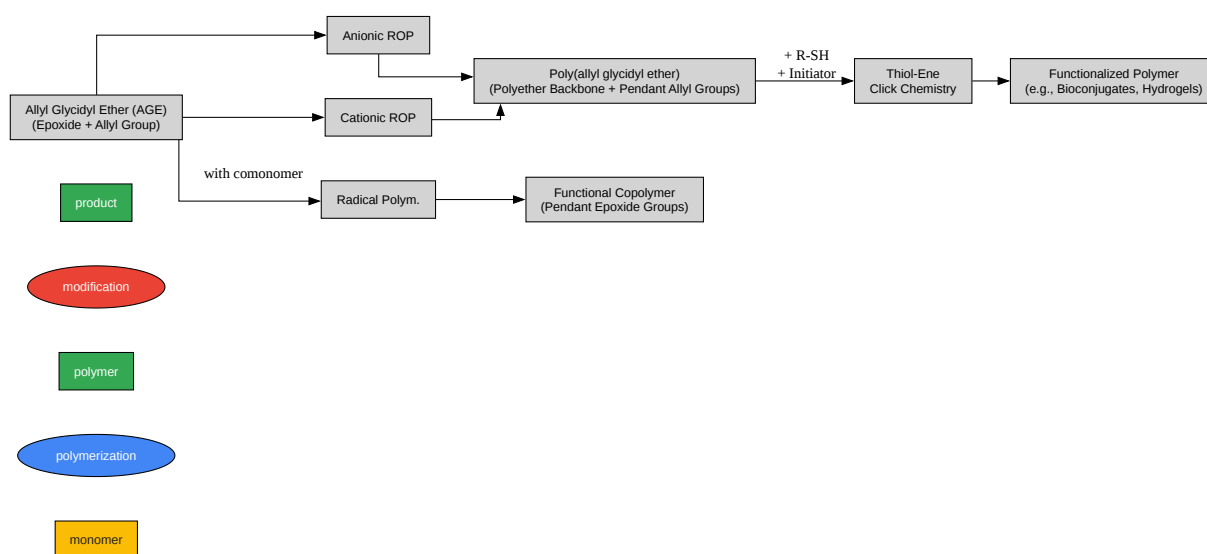 Anionic ROP
+ R-SH
+ Initiator
Poly(allyl glycidyl ether)
(Polyether Backbone + Pendant Allyl Groups)
Thiol-Ene
Click Chemistry
Functionalized Polymer
(e.g., Bioconjugates, Hydrogels)
Allyl Glycidyl Ether (AGE)
(Epoxide + Allyl Group)
Cationic ROP
with comonomer
Radical Polym.
Functional Copolymer
(Pendant Epoxide Groups)
product
modification
polymer
polymerization
monomer